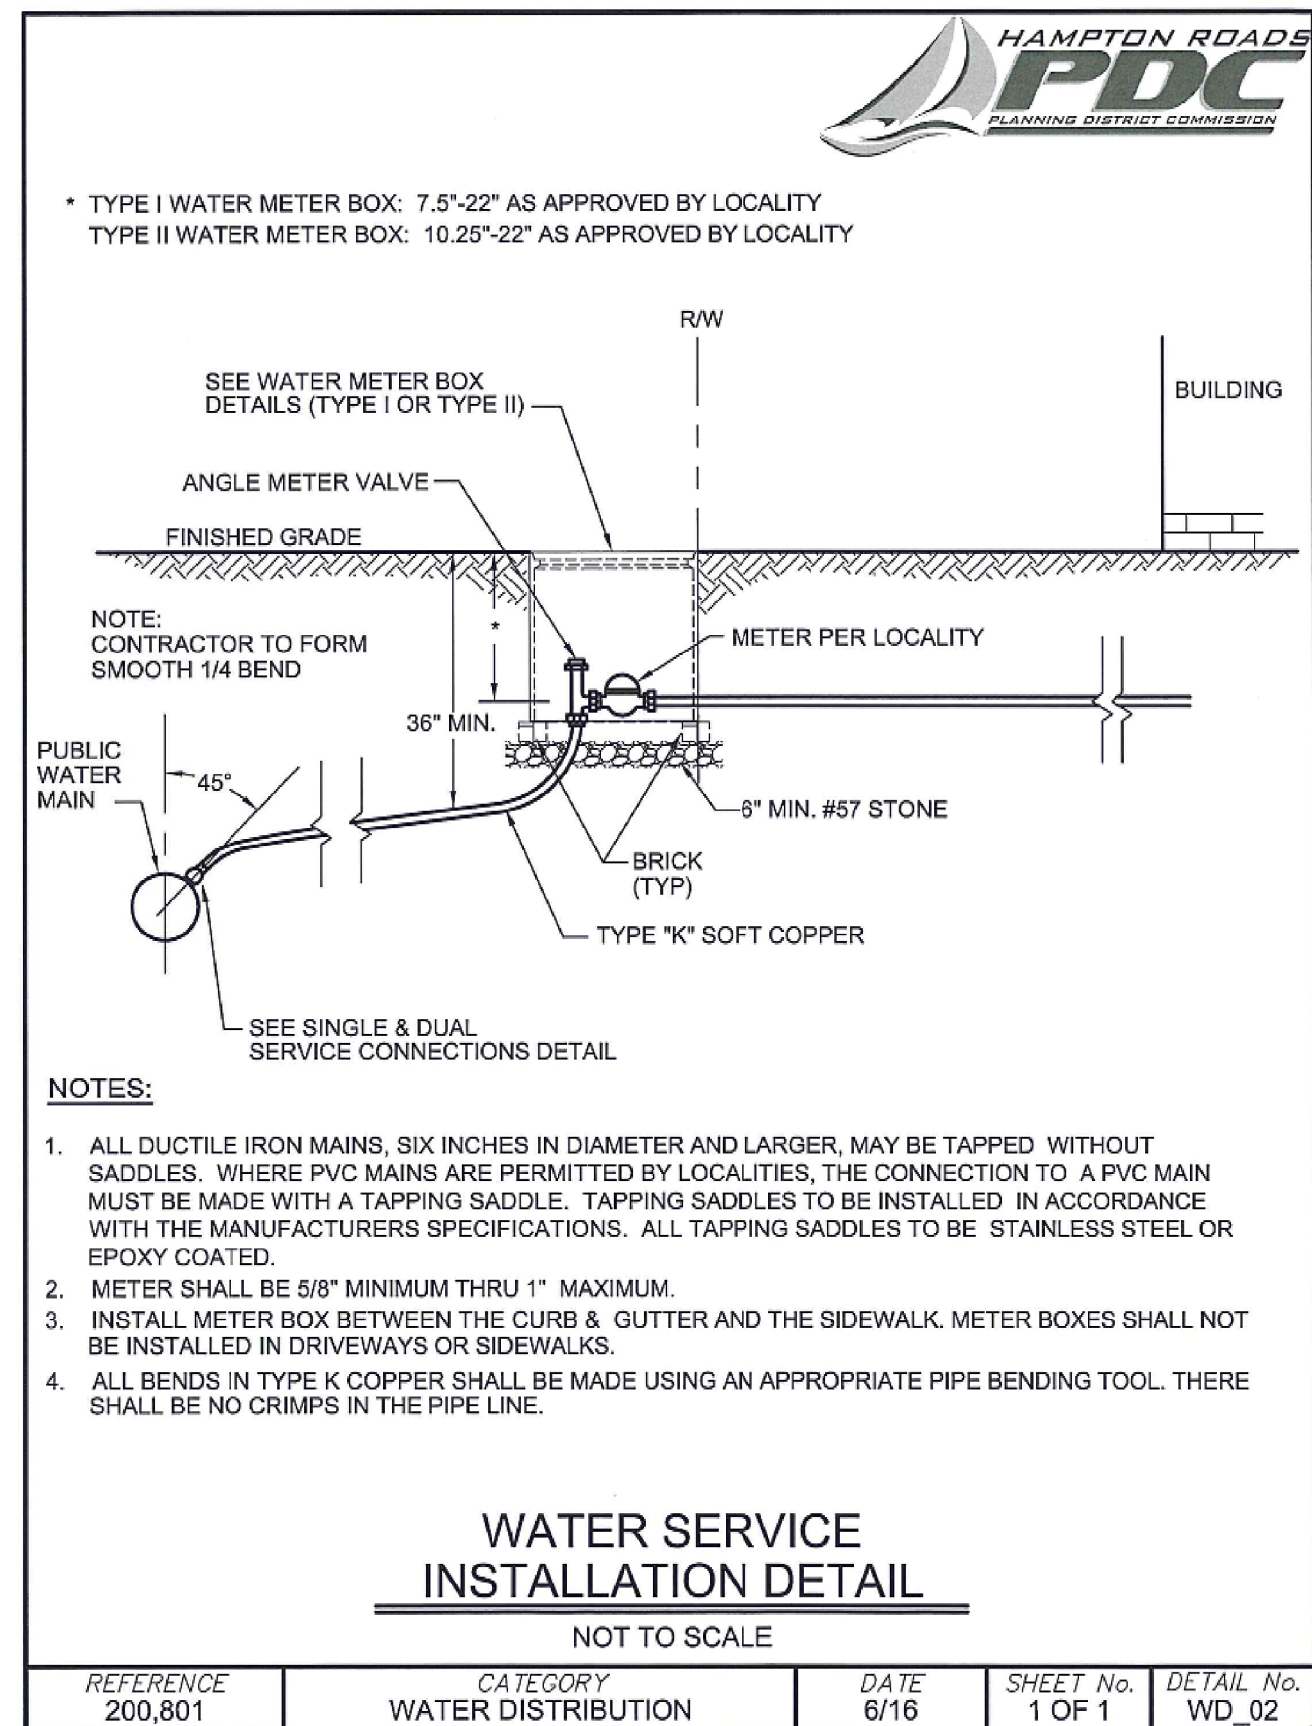 HAMPTON ROADS
PDC
PLANNING DISTRICT COMMISSION
* TYPE I WATER METER BOX: 7.5"-22" AS APPROVED BY LOCALITY
TYPE II WATER METER BOX: 10.25"-22" AS APPROVED BY LOCALITY
R/W
SEE WATER METER BOX
DETAILS (TYPE I OR TYPE II)
BUILDING
ANGLE METER VALVE
FINISHED GRADE
NOTE:
CONTRACTOR TO FORM
SMOOTH 1/4 BEND
*
METER PER LOCALITY
36" MIN.
PUBLIC
WATER
MAIN
45°
6" MIN. #57 STONE
BRICK
(TYP)
TYPE "K" SOFT COPPER
SEE SINGLE & DUAL
SERVICE CONNECTIONS DETAIL
NOTES:
1. ALL DUCTILE IRON MAINS, SIX INCHES IN DIAMETER AND LARGER, MAY BE TAPPED WITHOUT
SADDLES. WHERE PVC MAINS ARE PERMITTED BY LOCALITIES, THE CONNECTION TO A PVC MAIN
MUST BE MADE WITH A TAPPING SADDLE. TAPPING SADDLES TO BE INSTALLED IN ACCORDANCE
WITH THE MANUFACTURERS SPECIFICATIONS. ALL TAPPING SADDLES TO BE STAINLESS STEEL OR
EPOXY COATED.
2. METER SHALL BE 5/8" MINIMUM THRU 1" MAXIMUM.
3. INSTALL METER BOX BETWEEN THE CURB & GUTTER AND THE SIDEWALK. METER BOXES SHALL NOT
BE INSTALLED IN DRIVEWAYS OR SIDEWALKS.
4. ALL BENDS IN TYPE K COPPER SHALL BE MADE USING AN APPROPRIATE PIPE BENDING TOOL. THERE
SHALL BE NO CRIMPS IN THE PIPE LINE.
WATER SERVICE
INSTALLATION DETAIL
NOT TO SCALE
REFERENCE CATEGORY DATE SHEET No. DETAIL No.
200,801 WATER DISTRIBUTION 6/16 1 OF 1 WD_02